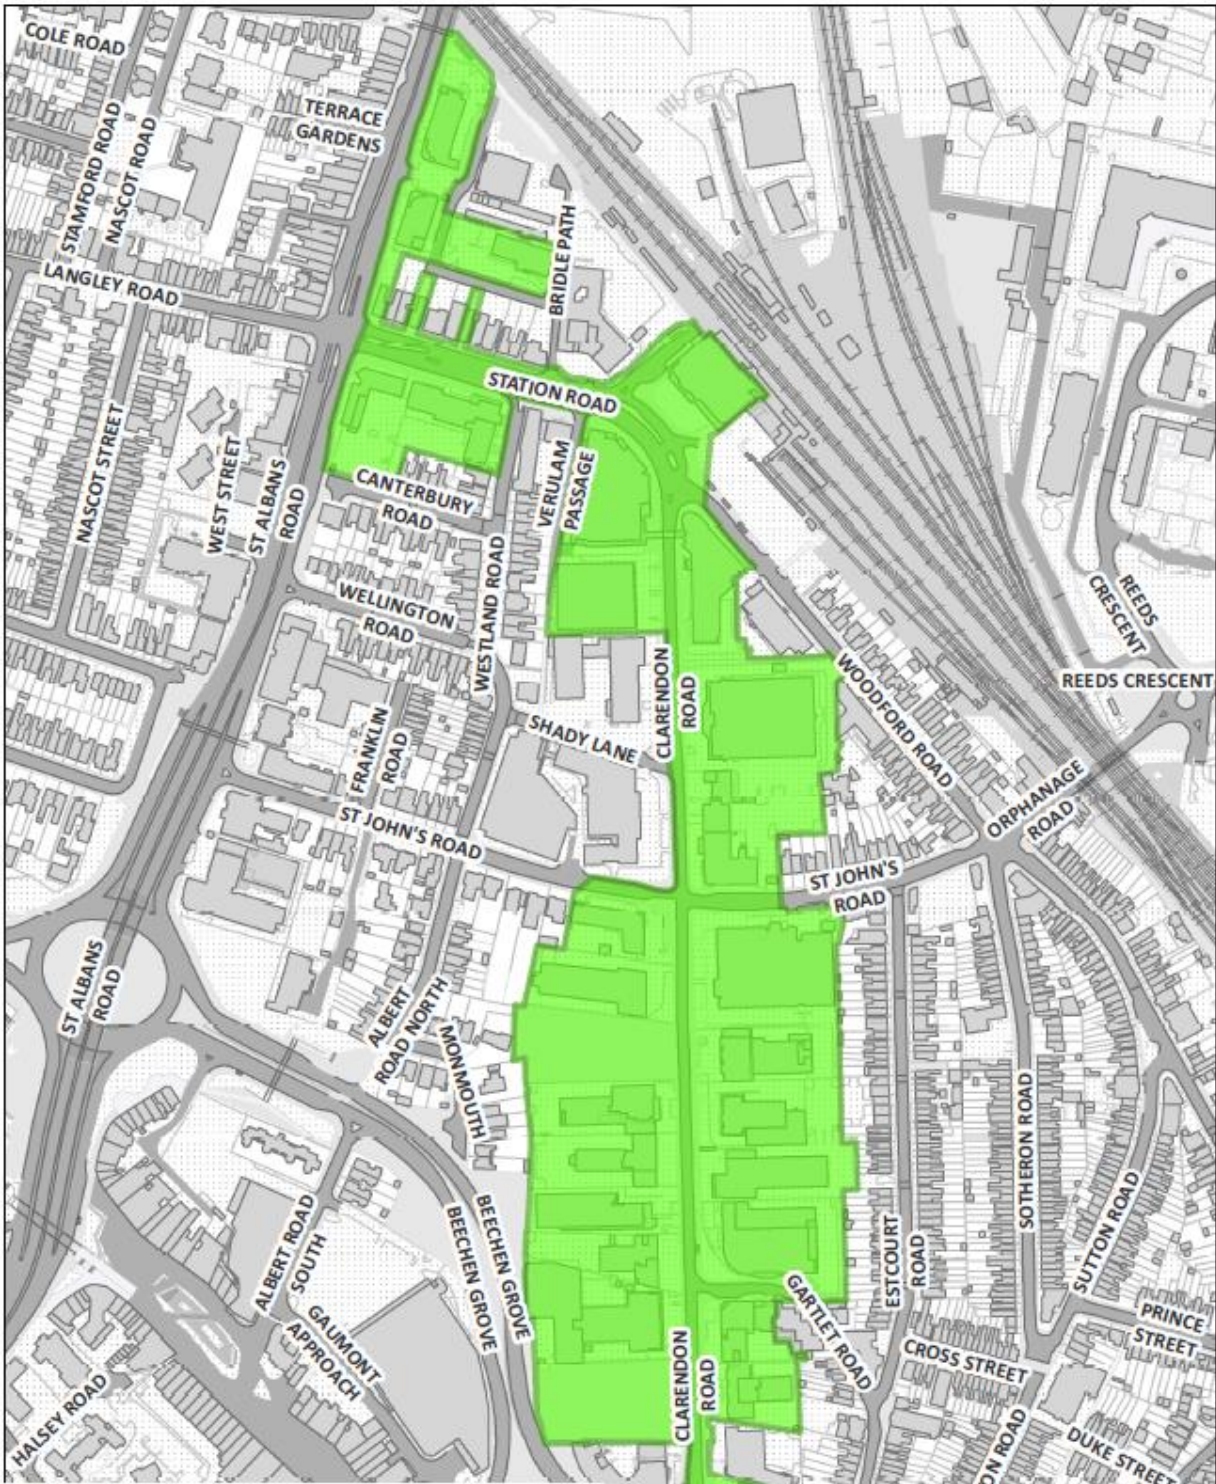 COLE ROAD
TERRACE
GARDENS
STAMFORD ROAD
NASCOT ROAD
LANGLEY ROAD
BRIDLE PATH
STATION ROAD
NASCOT STREET
WEST STREET
ST ALBANS
ROAD
CANTERBURY
ROAD
VERULAM
PASSAGE
WELLINGTON
ROAD
WESTLAND ROAD
REEDS
CRESCENT
REEDS CRESCENT
CLARENDON
ROAD
WOODFORD ROAD
SHADY LANE
FRANKLIN
ROAD
ORPHANAGE
ROAD
ST JOHN'S ROAD
ST JOHN'S
ROAD
ST ALBANS
ROAD
ALBERT
ROAD NORTH
MONMOUTH
SOTHERON ROAD
SUTTON ROAD
BEECHEN GROVE
BEECHEN GROVE
ALBERT ROAD
SOUTH
ESTCOURT
ROAD
GARTLET ROAD
GAUMONT
APPROACH
PRINCE
STREET
CROSS STREET
CLARENDON
ROAD
HALSEY ROAD
ON ROAD
DUKE STREE